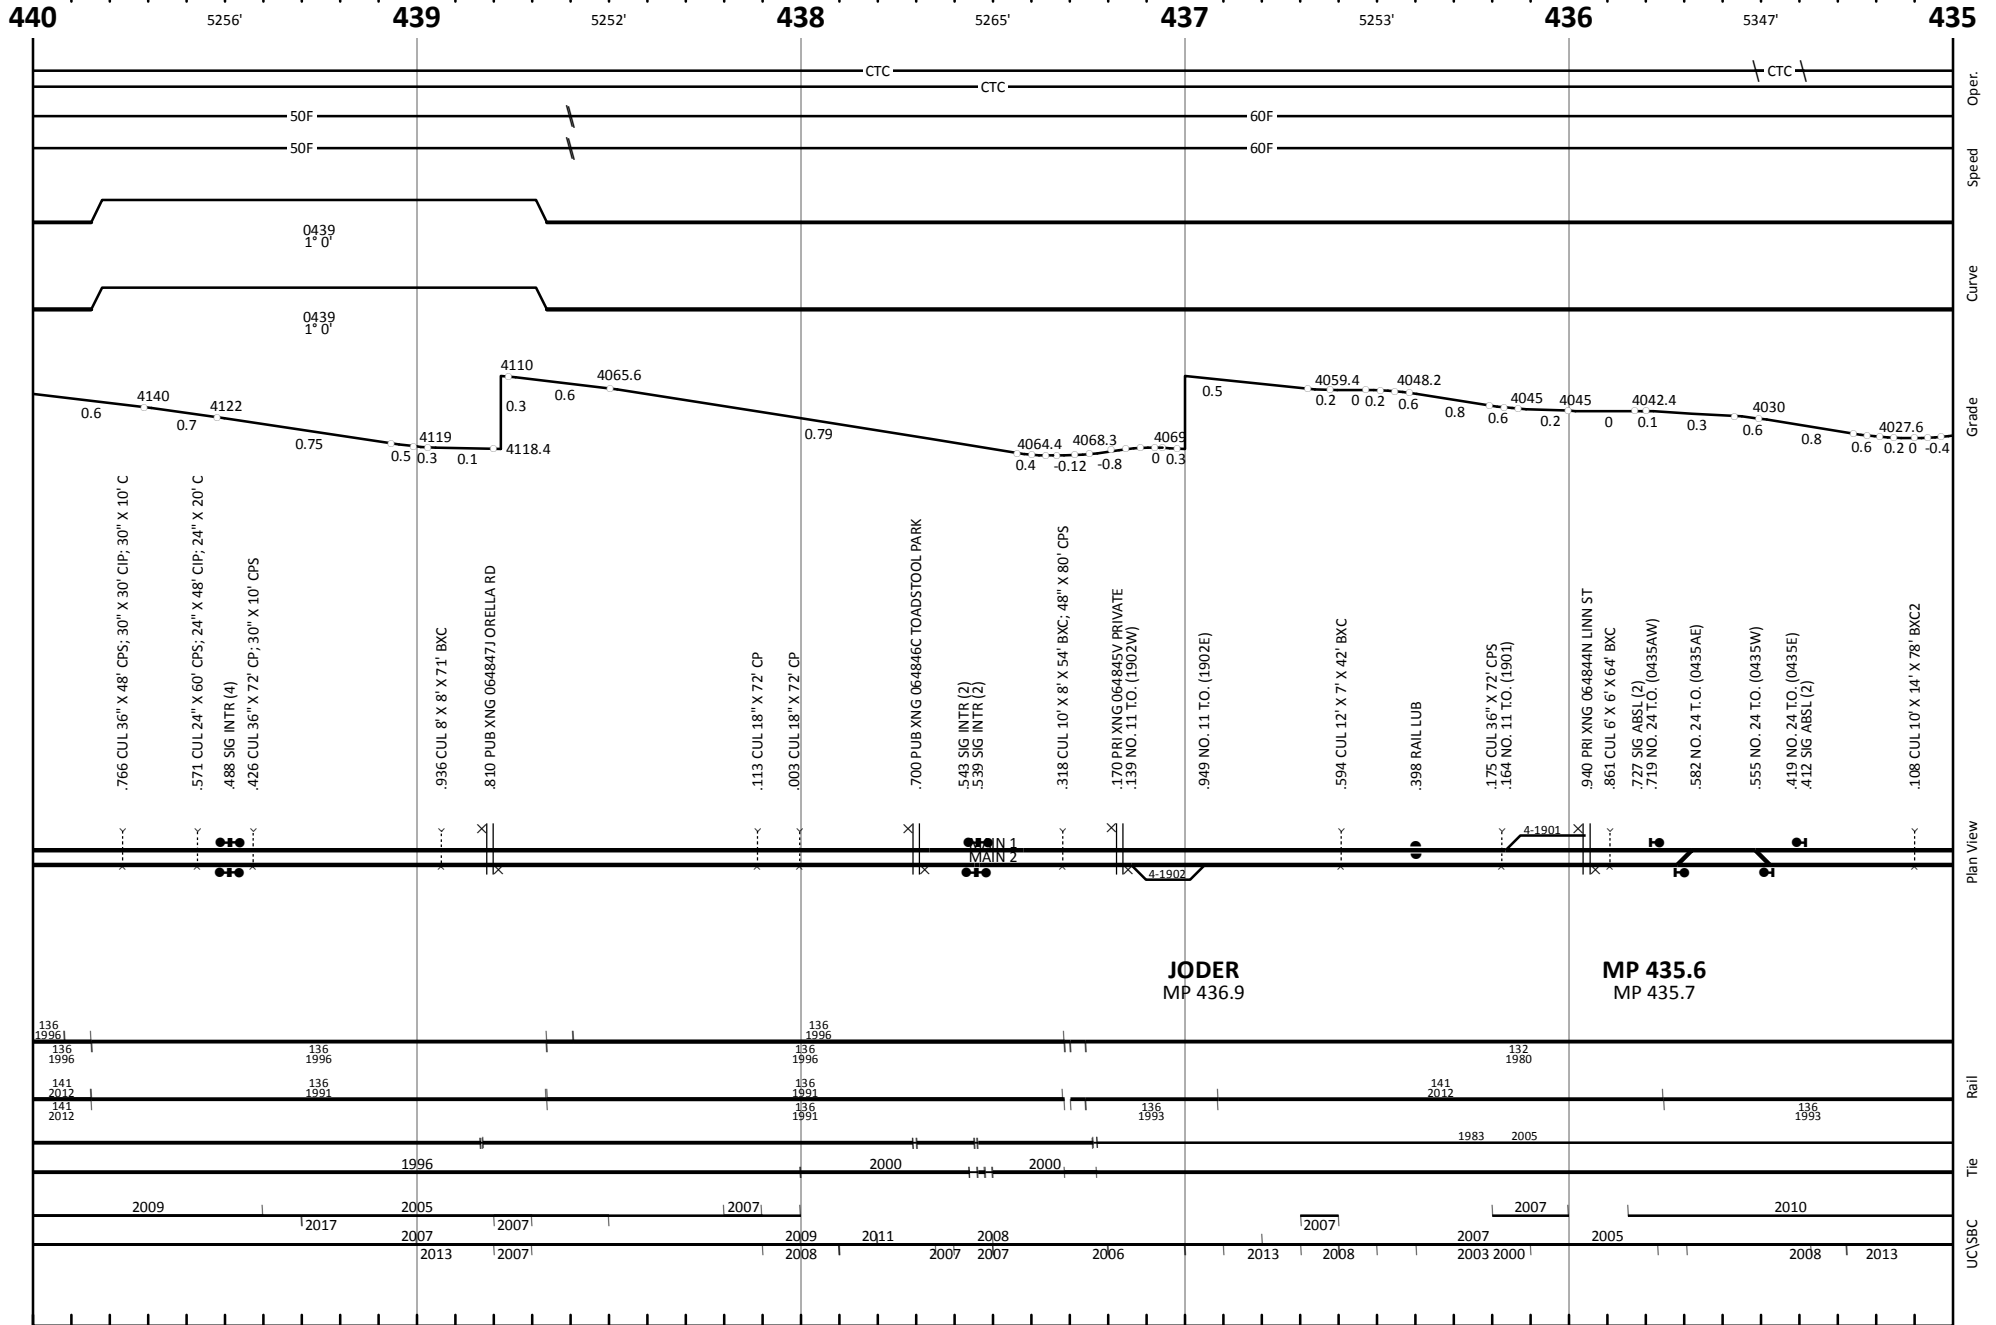 440 5256' 439 5252' 438 5265' 437 5253' 436 5347' 435
CTC CTC
CTC
Oper.
50F 60F
50F 60F
Speed
0439
1° 0'
Curve
0439
1° 0'
4140 4122 4119 4118.4 4110 4065.6 4064.4 4068.3 4069 4059.4 4048.2 4045 4045 4042.4 4030 4027.6
0.6 0.7 0.75 0.5 0.3 0.1 0.3 0.6 0.79 0.4 -0.12 -0.8 0 0.3 0.5 0.2 0 0.2 0.6 0.8 0.6 0.2 0 0.1 0.3 0.6 0.8 0.6 0.2 0 -0.4
Grade
.766 CUL 36" X 48' CPS; 30" X 30' CIP; 30" X 10' C
.571 CUL 24" X 60' CPS; 24" X 48' CIP; 24" X 20' C
.488 SIG INTR (4)
.426 CUL 36" X 72' CP; 30" X 10' CPS
.936 CUL 8' X 8' X 71' BXC
.810 PUB XNG 064847J ORELLA RD
.113 CUL 18" X 72' CP
.003 CUL 18" X 72' CP
.700 PUB XNG 064846C TOADSTOOL PARK
.543 SIG INTR (2)
.539 SIG INTR (2)
.318 CUL 10' X 8' X 54' BXC; 48" X 80' CPS
.170 PRI XNG 064845V PRIVATE
.139 NO. 11 T.O. (1902W)
.949 NO. 11 T.O. (1902E)
.594 CUL 12' X 7' X 42' BXC
.398 RAIL LUB
.175 CUL 36" X 72' CPS
.164 NO. 11 T.O. (1901)
.940 PRI XNG 064844N LINN ST
.861 CUL 6' X 6' X 64' BXC
.727 SIG ABSL (2)
.719 NO. 24 T.O. (0435AW)
.582 NO. 24 T.O. (0435AE)
.555 NO. 24 T.O. (0435W)
.419 NO. 24 T.O. (0435E)
.412 SIG ABSL (2)
.108 CUL 10' X 14' X 78' BXC2
MAIN 1
MAIN 2
4-1901
4-1902
Plan View
JODER MP 435.6
MP 436.9 MP 435.7
136 136
1996 1996
136 136 136 132
1996 1996 1996 1980
141 136 136 141
2012 1991 1991 2012
141 136 136 136
2012 1991 1993 1993
Rail
1983 2005
1996 2000 2000
Tie
2009 2005 2007 2007 2010
2017 2007 2007
2007 2009 2011 2008 2007 2005
2013 2007 2008 2007 2007 2006 2013 2008 2003 2000 2008 2013
UC\SBC